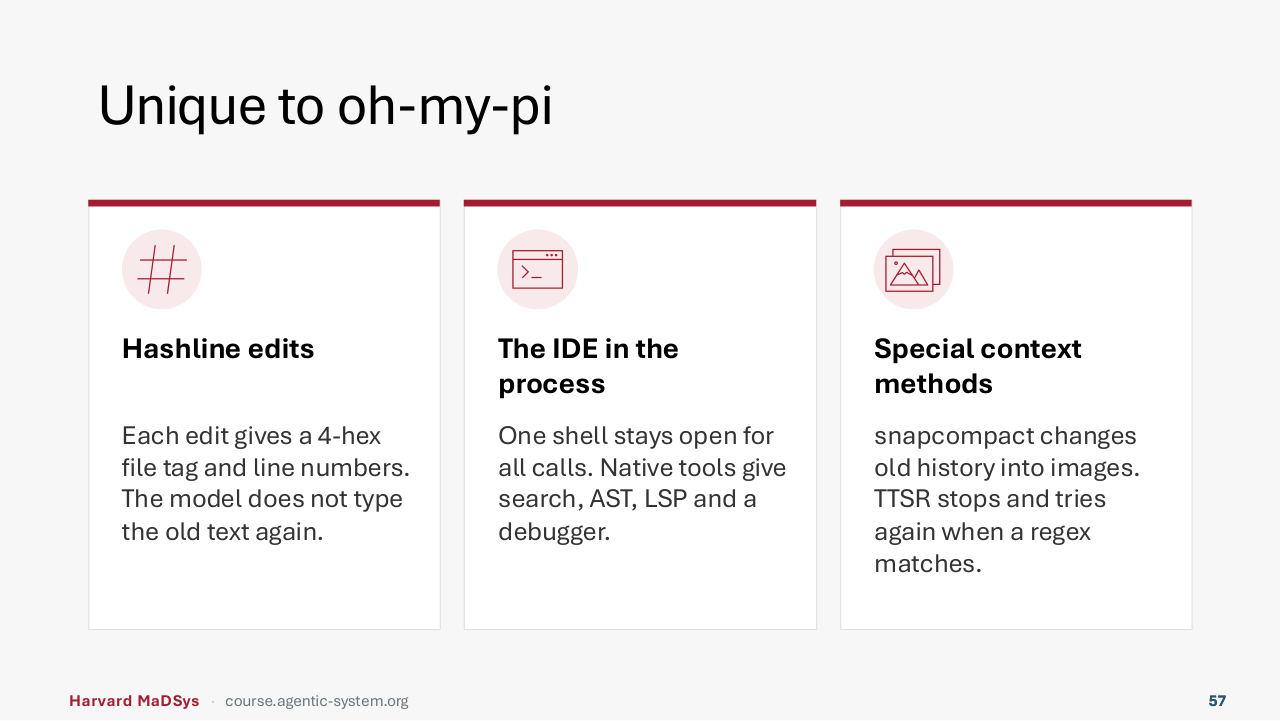 Unique to oh-my-pi
Hashline edits
Each edit gives a 4-hex
file tag and line numbers.
The model does not type
the old text again.
The IDE in the
process
One shell stays open for
all calls. Native tools give
search, AST, LSP and a
debugger.
Special context
methods
snapcompact changes
old history into images.
TTSR stops and tries
again when a regex
matches.
Harvard MaDSys · course.agentic-system.org
57